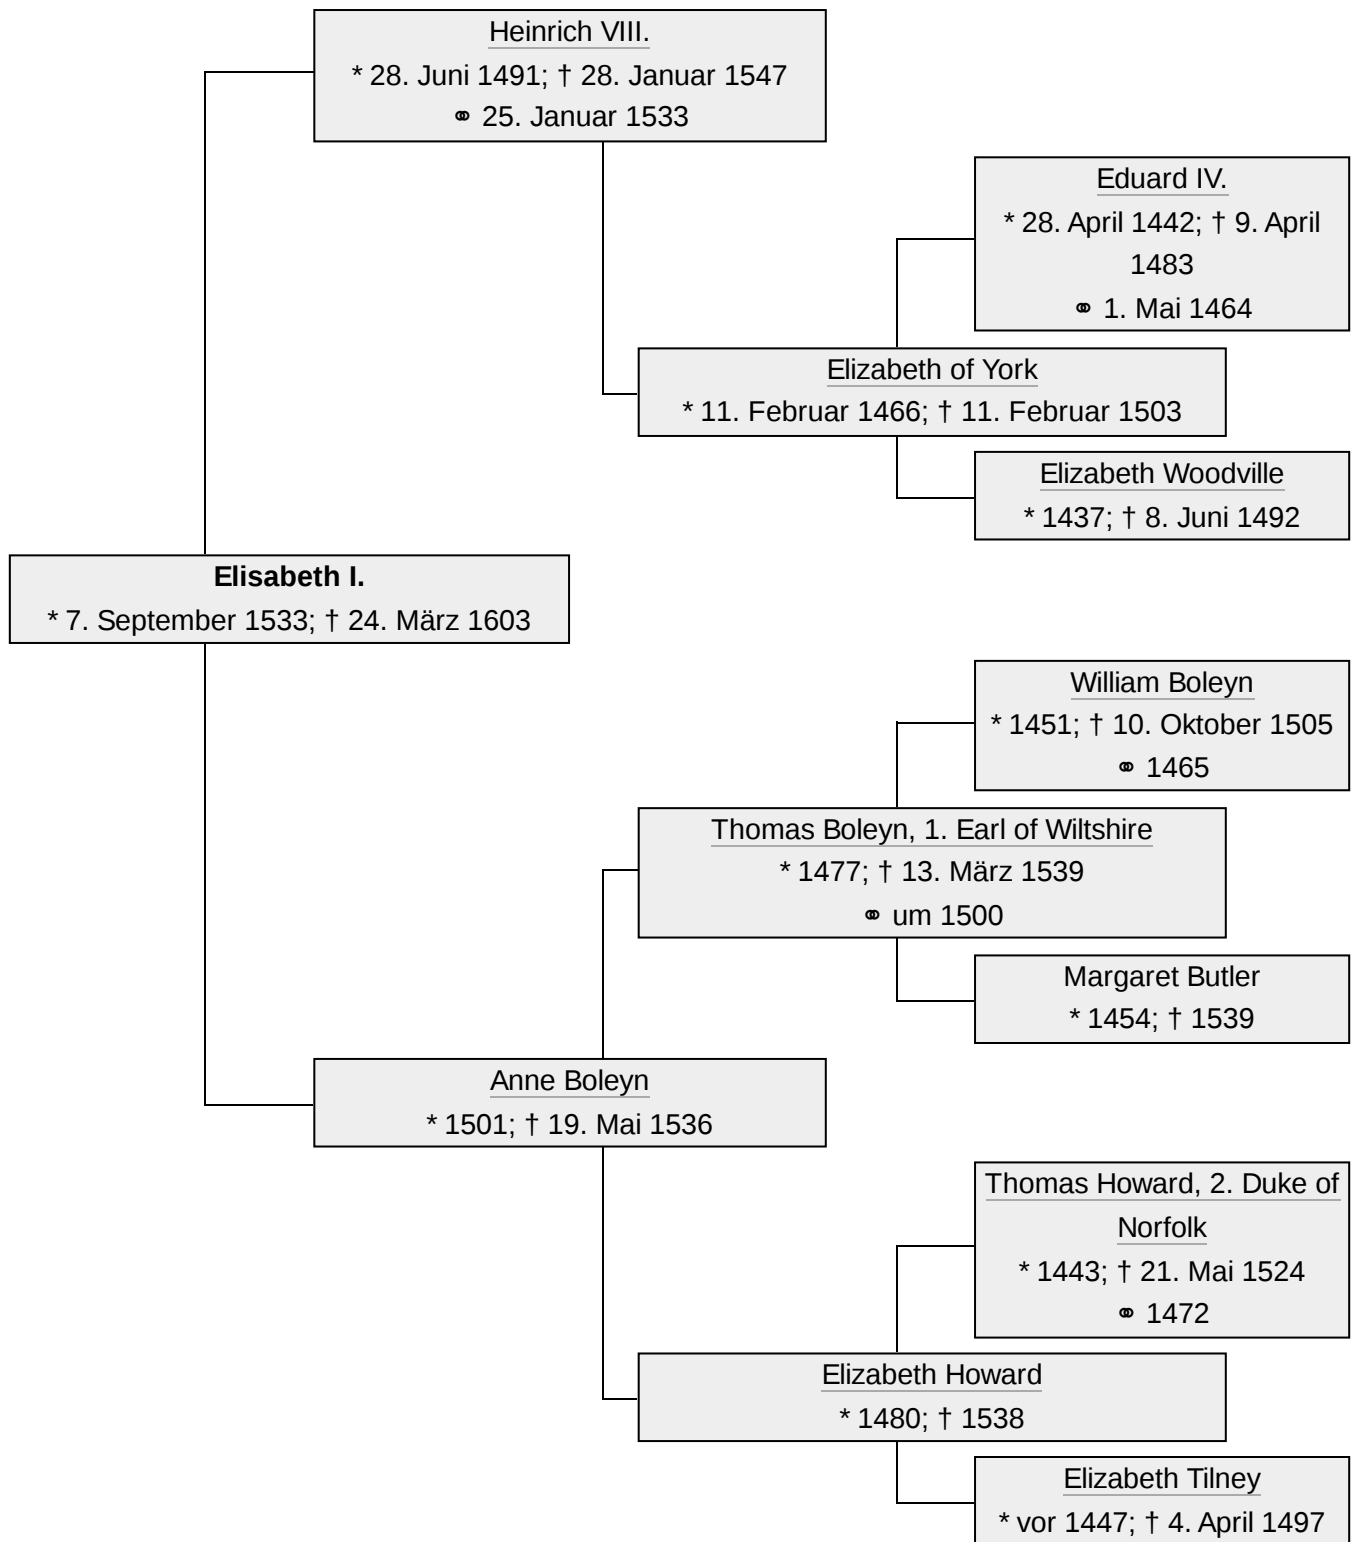 Heinrich VIII.
* 28. Juni 1491; † 28. Januar 1547
⚭ 25. Januar 1533
Eduard IV.
* 28. April 1442; † 9. April
1483
⚭ 1. Mai 1464
Elizabeth of York
* 11. Februar 1466; † 11. Februar 1503
Elizabeth Woodville
* 1437; † 8. Juni 1492
Elisabeth I.
* 7. September 1533; † 24. März 1603
William Boleyn
* 1451; † 10. Oktober 1505
⚭ 1465
Thomas Boleyn, 1. Earl of Wiltshire
* 1477; † 13. März 1539
⚭ um 1500
Margaret Butler
* 1454; † 1539
Anne Boleyn
* 1501; † 19. Mai 1536
Thomas Howard, 2. Duke of
Norfolk
* 1443; † 21. Mai 1524
⚭ 1472
Elizabeth Howard
* 1480; † 1538
Elizabeth Tilney
* vor 1447; † 4. April 1497